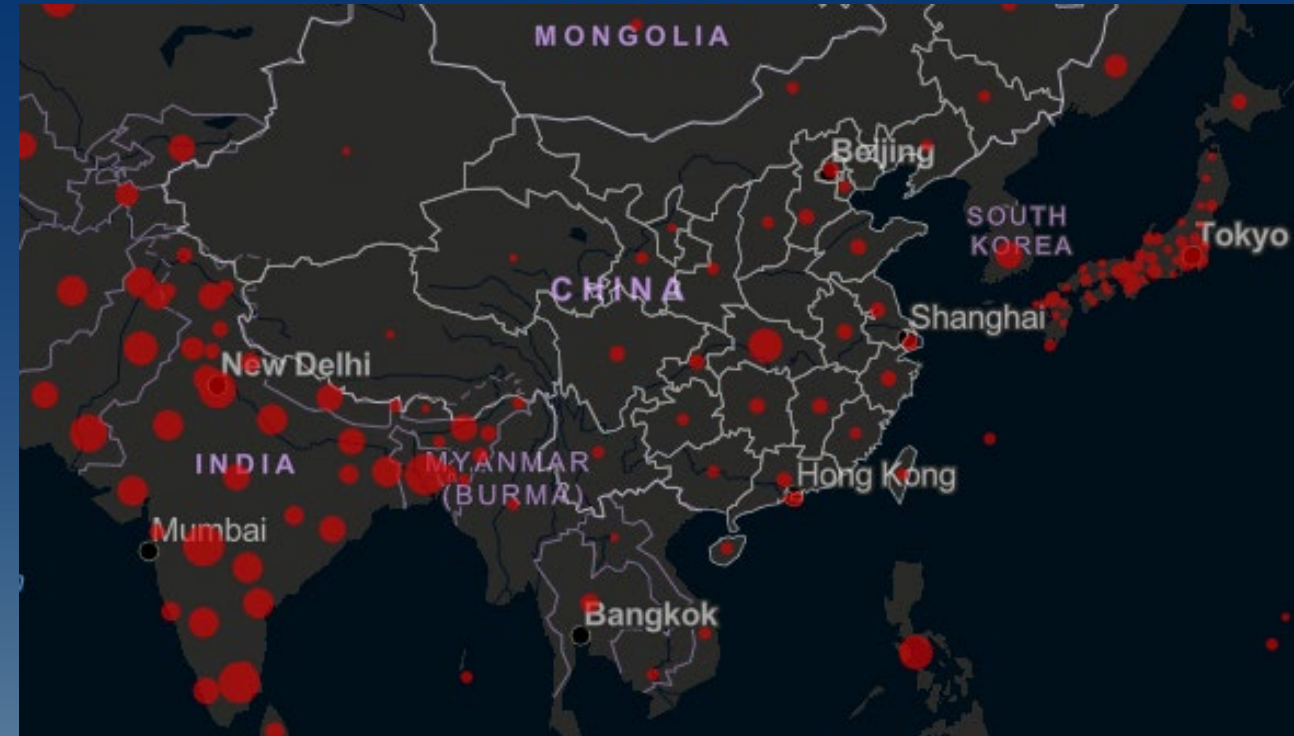 MONGOLIA
Beijing
SOUTH
KOREA
Tokyo
CHINA
Shanghai
New Delhi
INDIA
MYANMAR
(BURMA)
Hong Kong
Mumbai
Bangkok